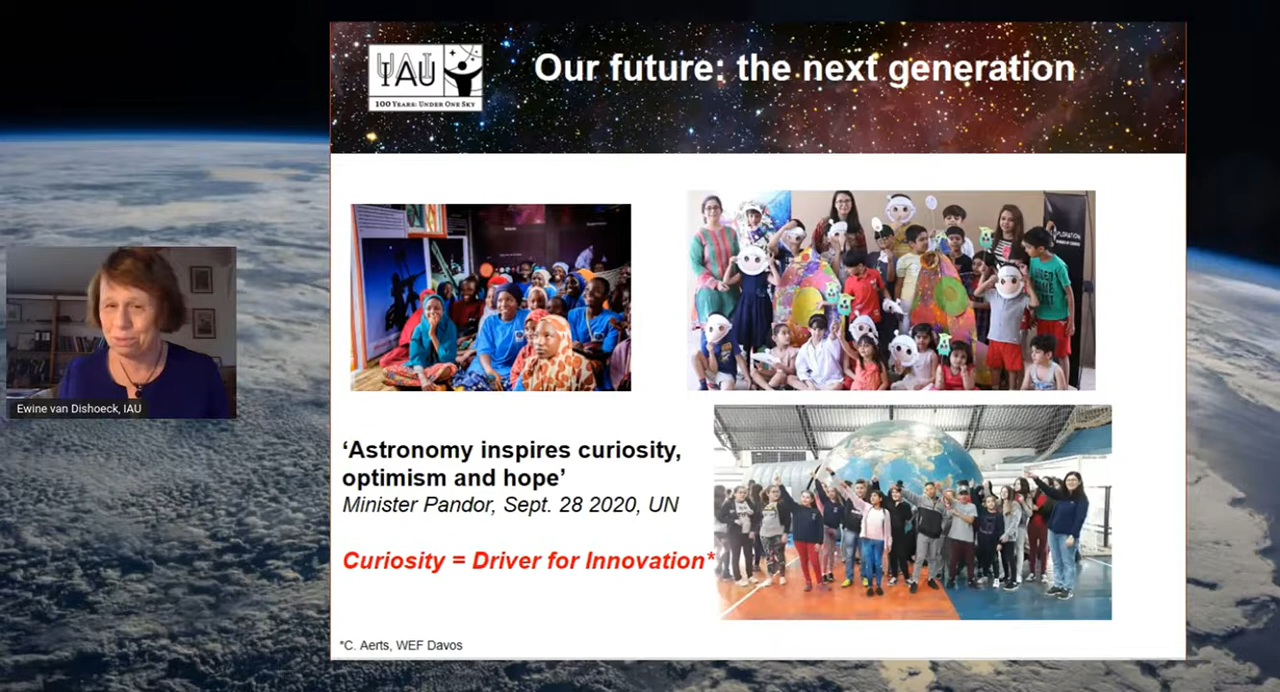 IAU
100 YEARS: UNDER ONE SKY
Our future: the next generation
Ewine van Dishoeck, IAU
‘Astronomy inspires curiosity,
optimism and hope’
Minister Pandor, Sept. 28 2020, UN
Curiosity = Driver for Innovation*
*C. Aerts, WEF Davos